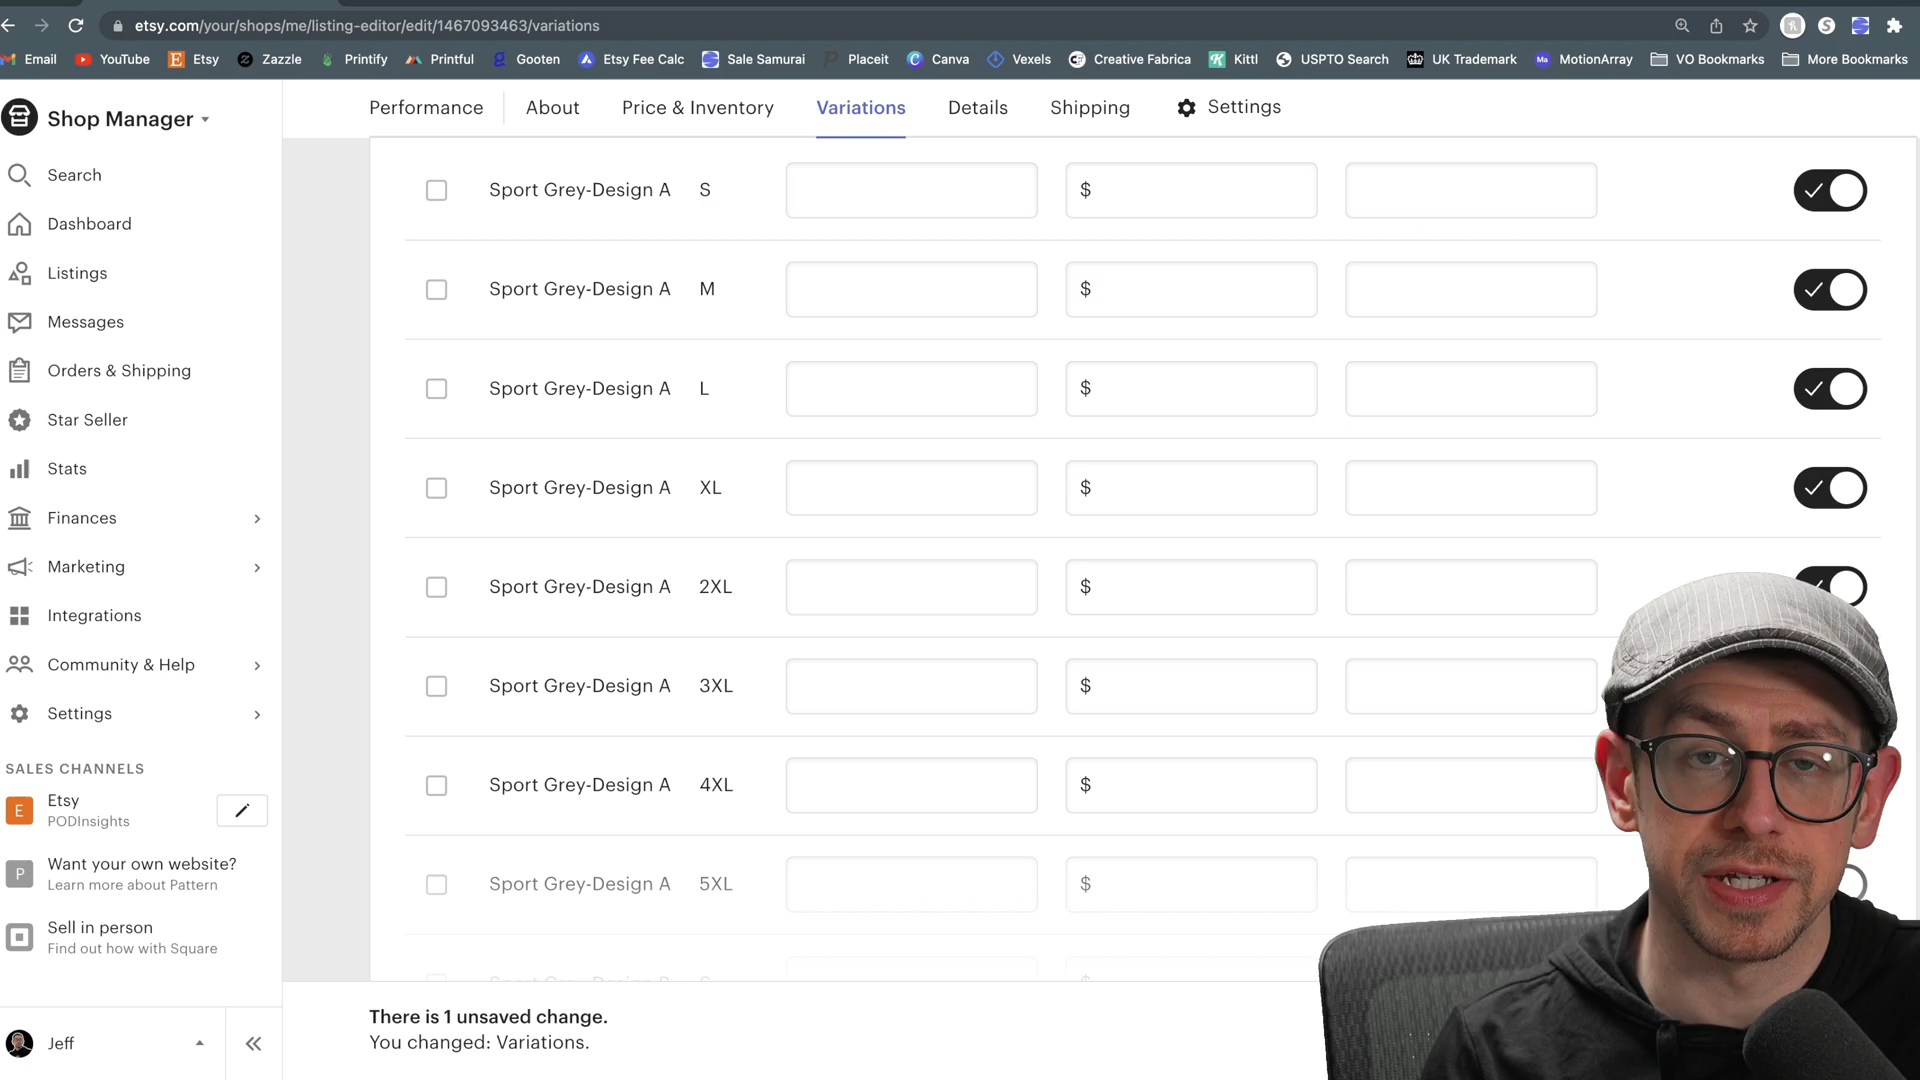 etsy.com/your/shops/me/listing-editor/edit/1467093463/variations
Email YouTube Etsy Zazzle Printify Printful Gooten Etsy Fee Calc Sale Samurai Placeit Canva Vexels Creative Fabrica Kittl USPTO Search UK Trademark MotionArray VO Bookmarks More Bookmarks
Shop Manager
Search
Dashboard
Listings
Messages
Orders & Shipping
Star Seller
Stats
Finances
Marketing
Integrations
Community & Help
Settings
SALES CHANNELS
E
Etsy
PODInsights
P
Want your own website?
Learn more about Pattern
Sell in person
Find out how with Square
Jeff
Performance About Price & Inventory Variations Details Shipping Settings
Sport Grey-Design A S $
Sport Grey-Design A M $
Sport Grey-Design A L $
Sport Grey-Design A XL $
Sport Grey-Design A 2XL $
Sport Grey-Design A 3XL $
Sport Grey-Design A 4XL $
Sport Grey-Design A 5XL $
There is 1 unsaved change.
You changed: Variations.